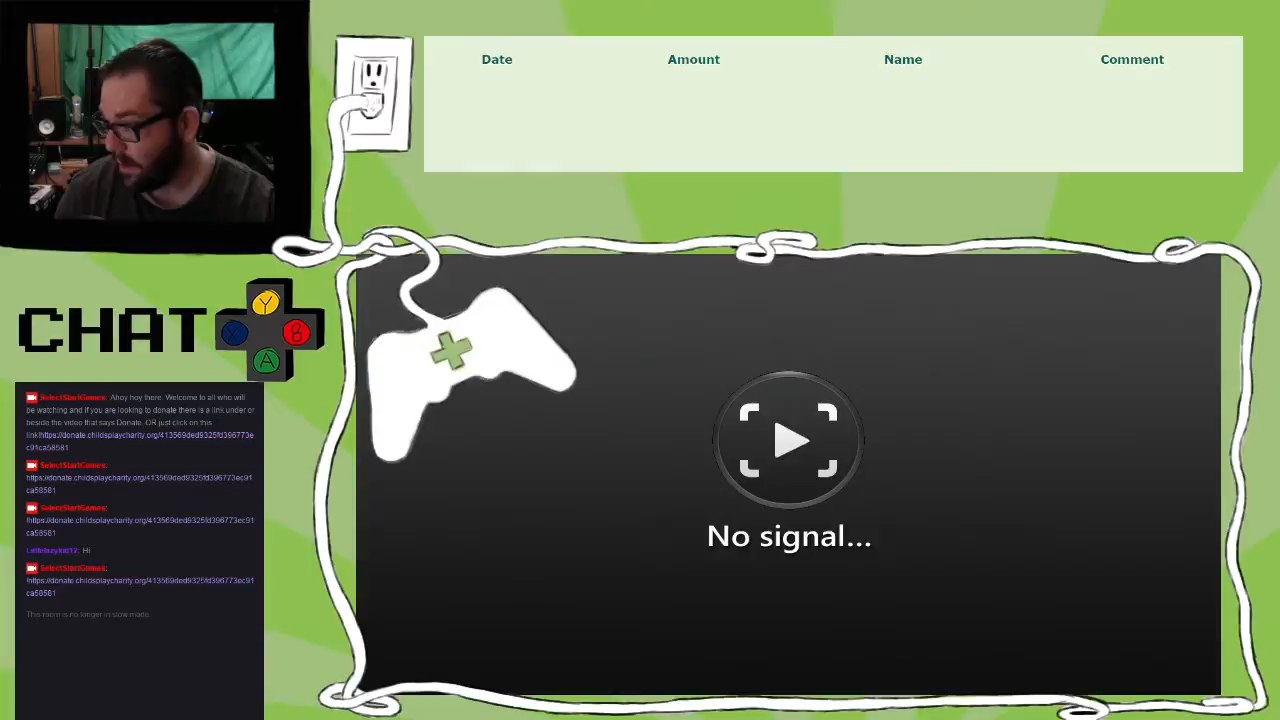 Date Amount Name Comment
CHAT
Y
X B
A
SelectStartGames: Ahoy hoy there. Welcome to all who will
be watching and if you are looking to donate there is a link under or
beside the video that says Donate. OR just click on this
link!https://donate.childsplaycharity.org/413569ded9325fd396773e
c91ca58581
SelectStartGames:
https://donate.childsplaycharity.org/413569ded9325fd396773ec91
ca58581
SelectStartGames:
!https://donate.childsplaycharity.org/413569ded9325fd396773ec91
ca58581
Hi
SelectStartGames:
!https://donate.childsplaycharity.org/413569ded9325fd396773ec91
ca58581
This room is no longer in slow mode.
No signal...